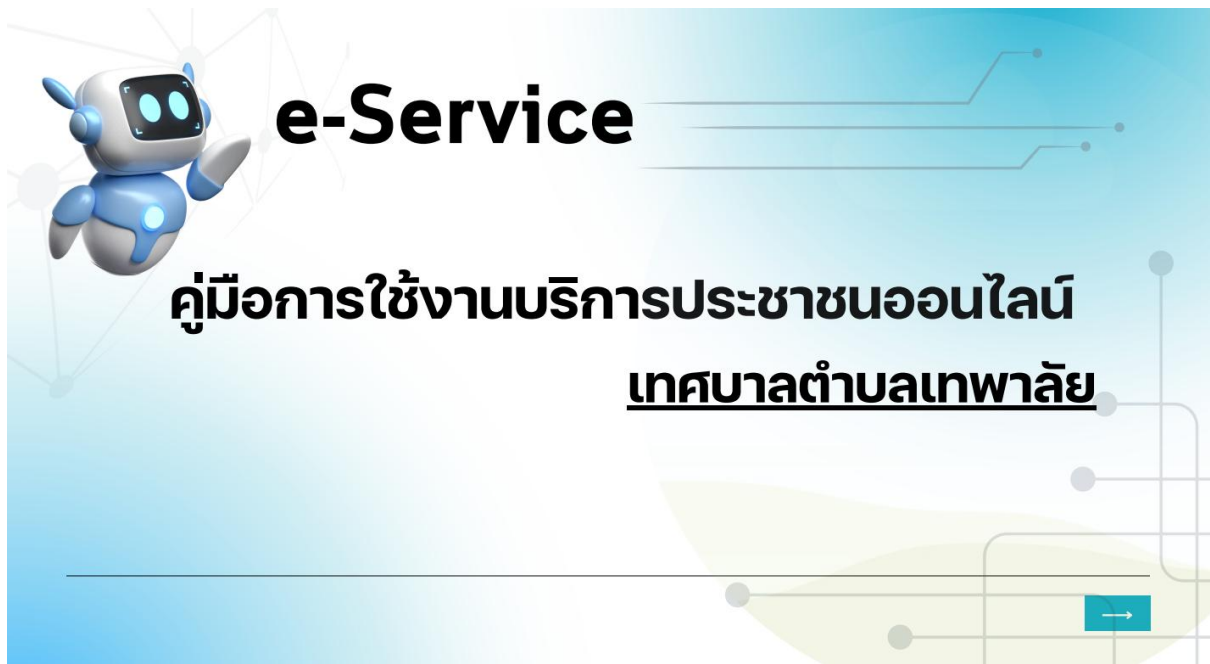 e-Service
คู่มือการใช้งานบริการประชาชนออนไลน์
เทศบาลตำบลเทพาลัย